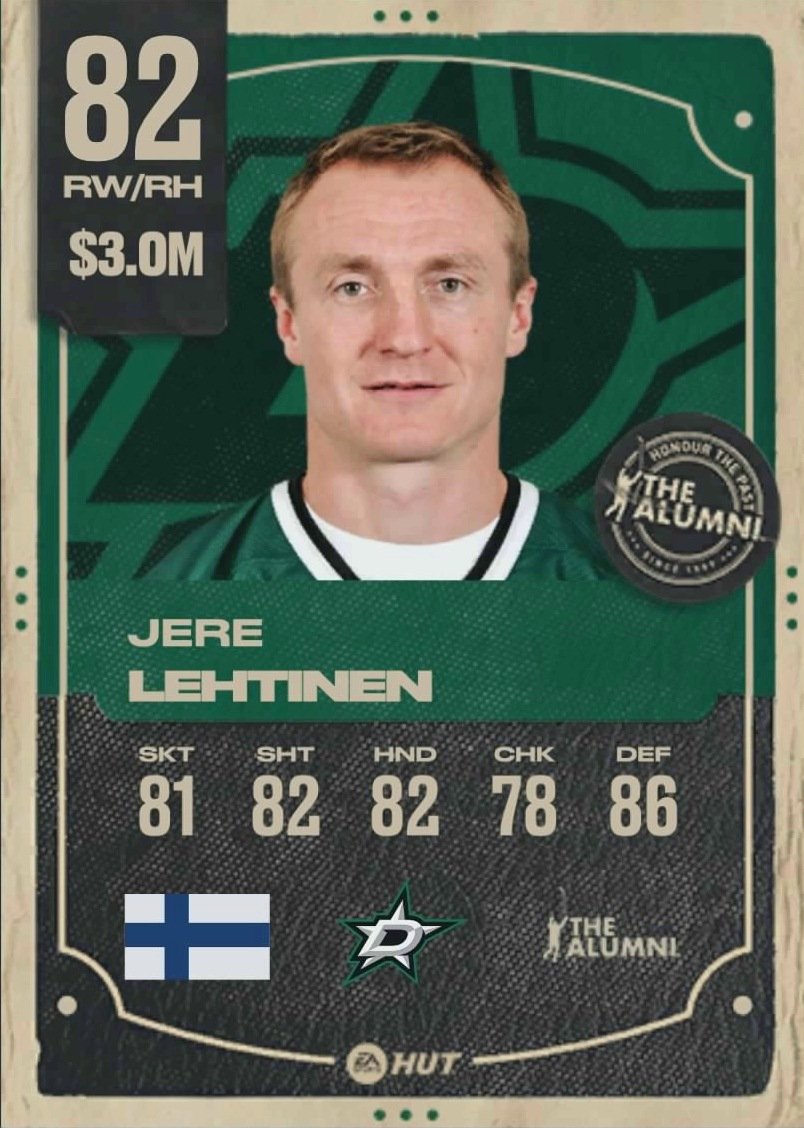 82
RW/RH
$3.0M
HONOUR THE PAST
THE
ALUMNI
JERE
LEHTINEN
SKT SHT HND CHK DEF
81 82 82 78 86
D
THE
ALUMNI
EA
HUT